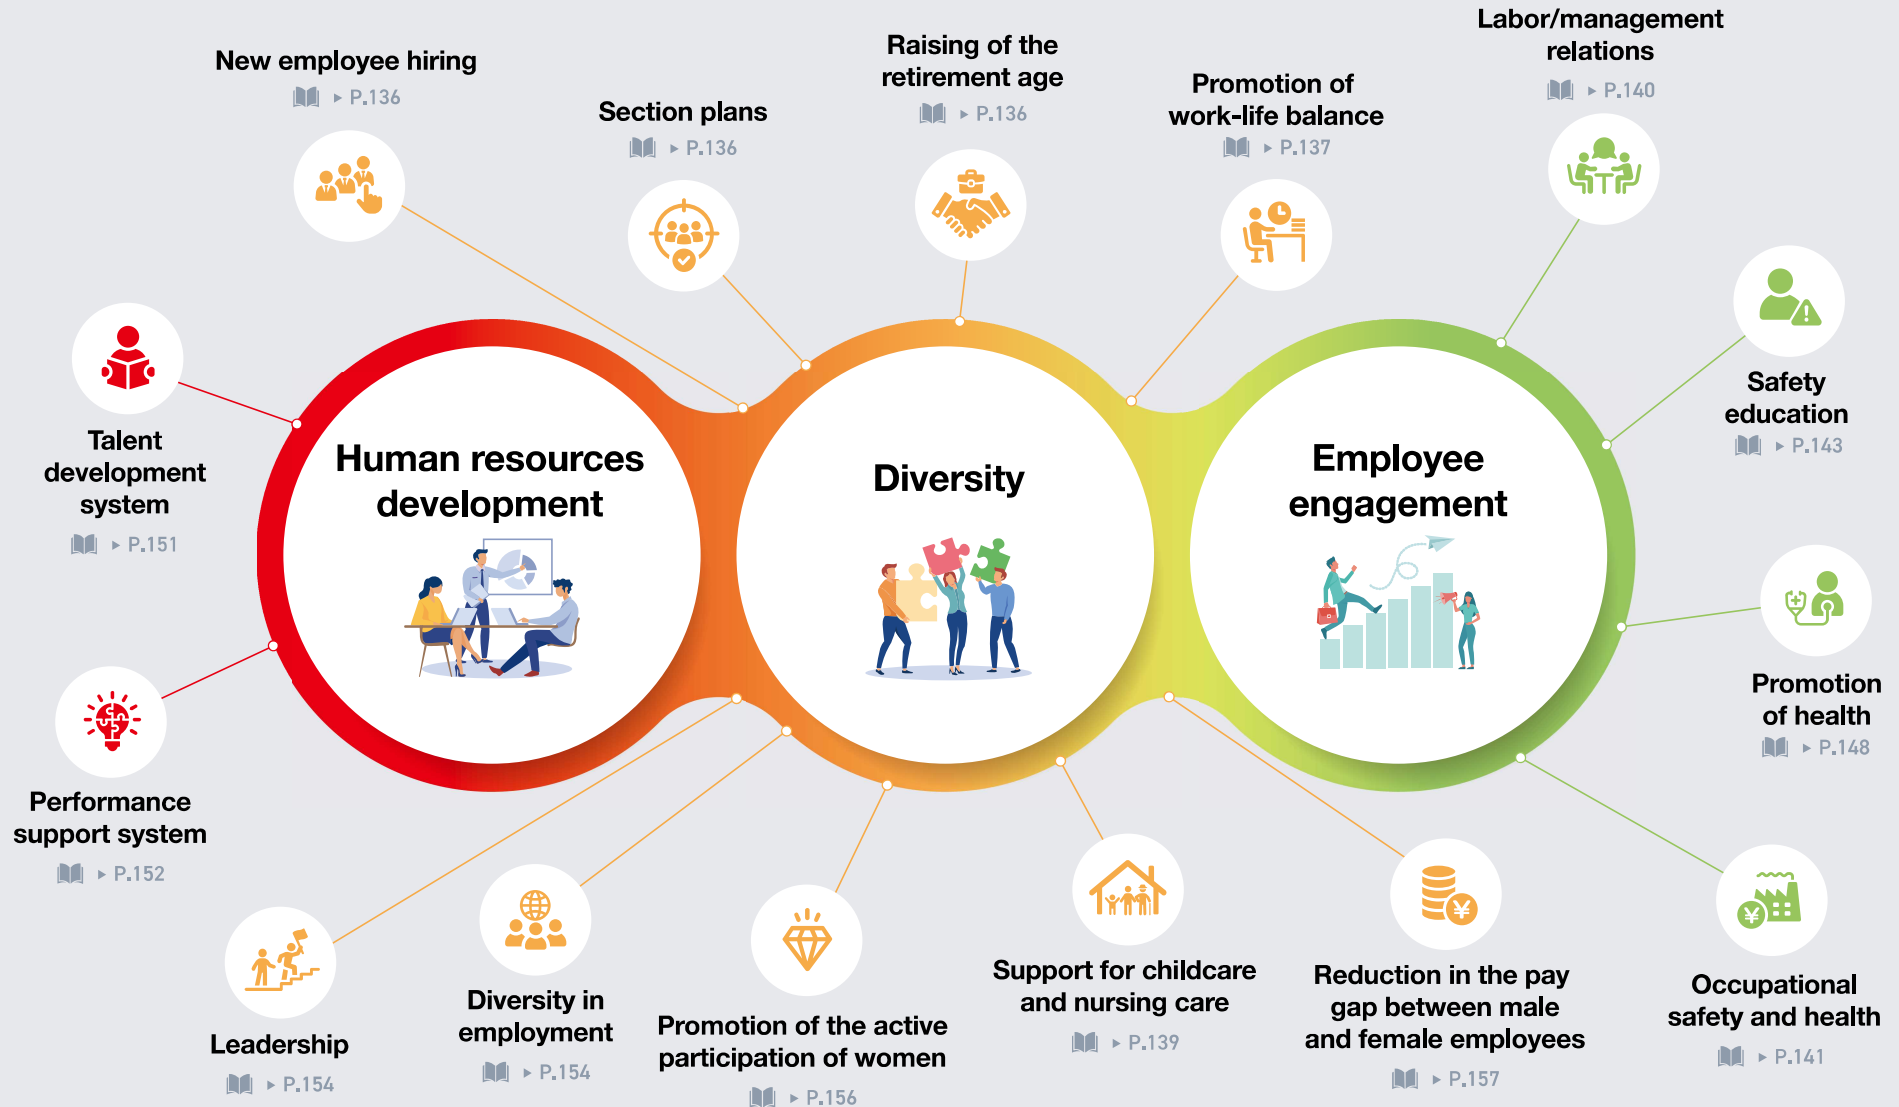 New employee hiring
▸ P.136
Section plans
▸ P.136
Raising of the
retirement age
▸ P.136
Promotion of
work-life balance
▸ P.137
Labor/management
relations
▸ P.140
Safety
education
▸ P.143
Talent
development
system
▸ P.151
Human resources
development
Diversity
Employee
engagement
Promotion
of health
▸ P.148
Performance
support system
▸ P.152
Leadership
▸ P.154
Diversity in
employment
▸ P.154
Promotion of the active
participation of women
▸ P.156
Support for childcare
and nursing care
▸ P.139
¥
Reduction in the pay
gap between male
and female employees
▸ P.157
¥
Occupational
safety and health
▸ P.141